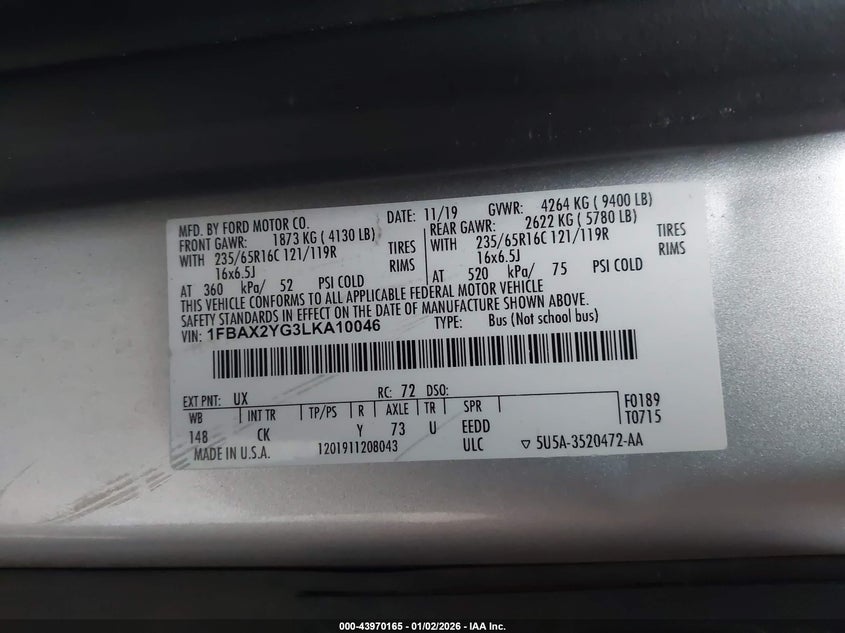 MFD. BY FORD MOTOR CO. DATE: 11/19 GVWR: 4264 KG ( 9400 LB)
FRONT GAWR: 1873 KG ( 4130 LB) REAR GAWR: 2622 KG ( 5780 LB)
WITH 235/65R16C 121/119R TIRES WITH 235/65R16C 121/119R TIRES
16x6.5J RIMS 16x6.5J RIMS
AT 360 kPa/ 52 PSI COLD AT 520 kPa/ 75 PSI COLD
THIS VEHICLE CONFORMS TO ALL APPLICABLE FEDERAL MOTOR VEHICLE
SAFETY STANDARDS IN EFFECT ON THE DATE OF MANUFACTURE SHOWN ABOVE.
VIN: 1FBAX2YG3LKA10046 TYPE: Bus (Not school bus)
EXT PNT: UX RC: 72 DSO:
WB INT TR TP/PS R AXLE TR SPR F0189
148 CK Y 73 U EEDD T0715
MADE IN U.S.A. 1201911208043 ULC ▽ 5U5A-3520472-AA
000-43970165 - 01/02/2026 - IAA Inc.